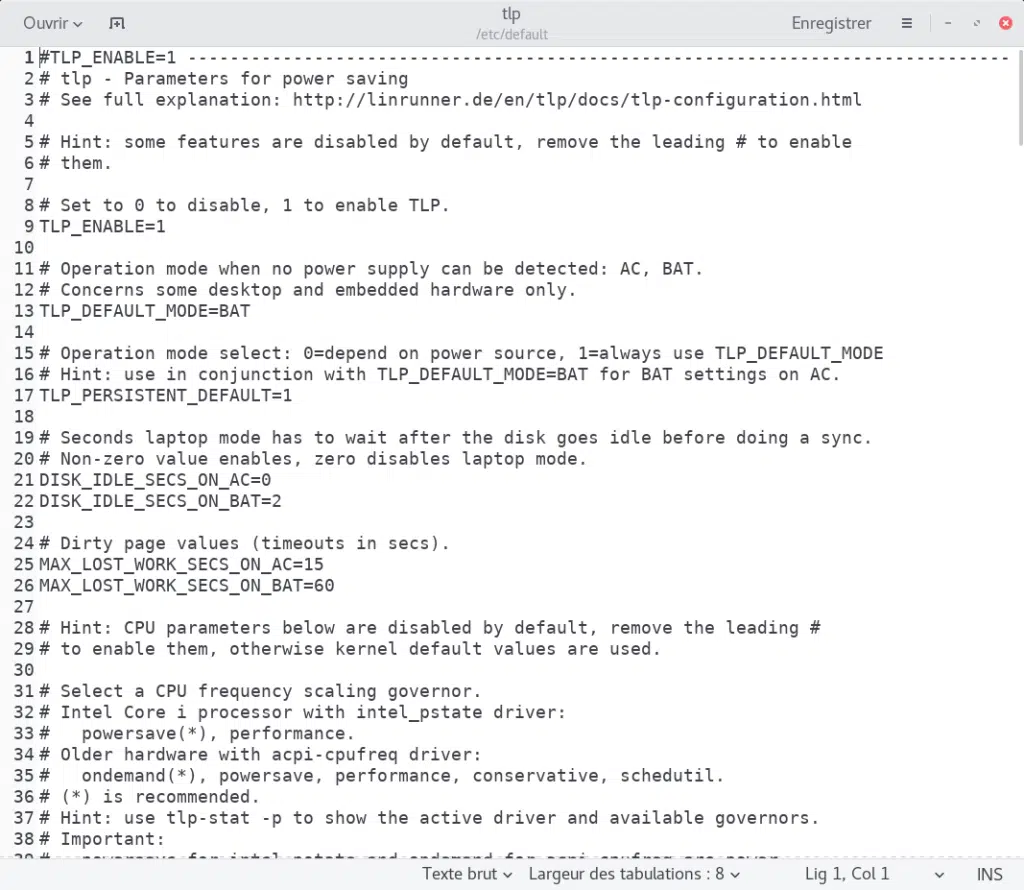 Ouvrir
tlp
/etc/default
Enregistrer
1 #TLP_ENABLE=1 ------------------------------------------------------------------------------
2 # tlp - Parameters for power saving
3 # See full explanation: http://linrunner.de/en/tlp/docs/tlp-configuration.html
4
5 # Hint: some features are disabled by default, remove the leading # to enable
6 # them.
7
8 # Set to 0 to disable, 1 to enable TLP.
9 TLP_ENABLE=1
10
11 # Operation mode when no power supply can be detected: AC, BAT.
12 # Concerns some desktop and embedded hardware only.
13 TLP_DEFAULT_MODE=BAT
14
15 # Operation mode select: 0=depend on power source, 1=always use TLP_DEFAULT_MODE
16 # Hint: use in conjunction with TLP_DEFAULT_MODE=BAT for BAT settings on AC.
17 TLP_PERSISTENT_DEFAULT=1
18
19 # Seconds laptop mode has to wait after the disk goes idle before doing a sync.
20 # Non-zero value enables, zero disables laptop mode.
21 DISK_IDLE_SECS_ON_AC=0
22 DISK_IDLE_SECS_ON_BAT=2
23
24 # Dirty page values (timeouts in secs).
25 MAX_LOST_WORK_SECS_ON_AC=15
26 MAX_LOST_WORK_SECS_ON_BAT=60
27
28 # Hint: CPU parameters below are disabled by default, remove the leading #
29 # to enable them, otherwise kernel default values are used.
30
31 # Select a CPU frequency scaling governor.
32 # Intel Core i processor with intel_pstate driver:
33 #   powersave(*), performance.
34 # Older hardware with acpi-cpufreq driver:
35 #   ondemand(*), powersave, performance, conservative, schedutil.
36 # (*) is recommended.
37 # Hint: use tlp-stat -p to show the active driver and available governors.
38 # Important:
Texte brut
Largeur des tabulations : 8
Lig 1, Col 1
INS